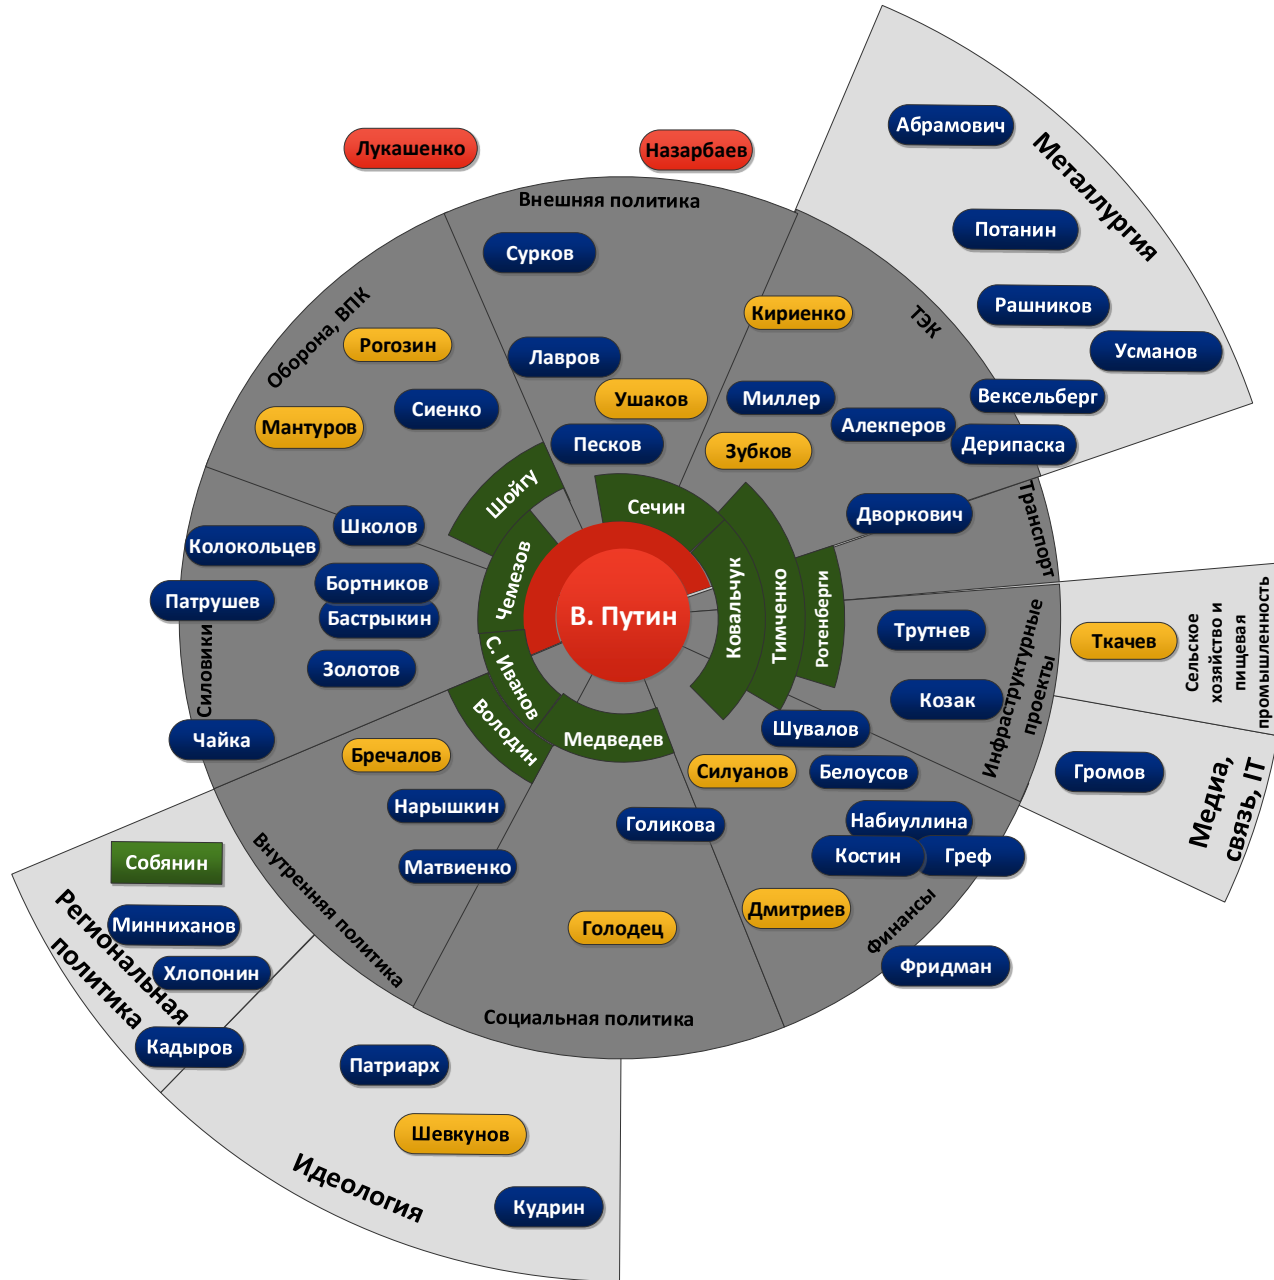 Лукашенко
Назарбаев
Абрамович
Металлургия
Потанин
Рашников
Усманов
Вексельберг
Дерипаска
Внешняя политика
Сурков
Лавров
Ушаков
Песков
ТЭК
Кириенко
Миллер
Алекперов
Зубков
Оборона, ВПК
Рогозин
Сиенко
Мантуров
Шойгу
Сечин
Транспорт
Дворкович
Школов
Колокольцев
Бортников
Патрушев
Бастрыкин
Золотов
Силовики
Чайка
Чемезов
С. Иванов
Володин
Медведев
В. Путин
Ковальчук
Тимченко
Ротенберги
Трутнев
Козак
Инфраструктурные
проекты
Ткачев
Сельское
хозяйство и
пищевая
промышленность
Громов
Медиа,
связь, IT
Шувалов
Силуанов
Белоусов
Набиуллина
Костин
Греф
Дмитриев
Финансы
Фридман
Бречалов
Нарышкин
Матвиенко
Внутренняя политика
Голикова
Голодец
Социальная политика
Собянин
Минниханов
Хлопонин
Региональная
политика
Кадыров
Патриарх
Шевкунов
Идеология
Кудрин